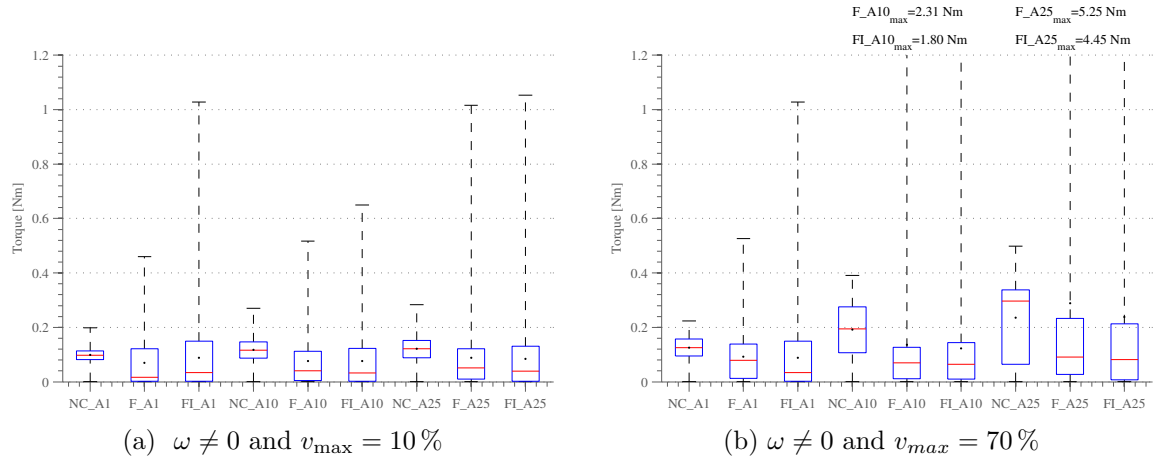 F_A10max=2.31 Nm F_A25max=5.25 Nm
FI_A10max=1.80 Nm FI_A25max=4.45 Nm
Torque [Nm]
1.2
1
0.8
0.6
0.4
0.2
0
NC_A1 F_A1 FI_A1 NC_A10 F_A10 FI_A10 NC_A25 F_A25 FI_A25
(a) ω ≠ 0 and vmax = 10 %
Torque [Nm]
1.2
1
0.8
0.6
0.4
0.2
0
NC_A1 F_A1 FI_A1 NC_A10 F_A10 FI_A10 NC_A25 F_A25 FI_A25
(b) ω ≠ 0 and vmax = 70 %